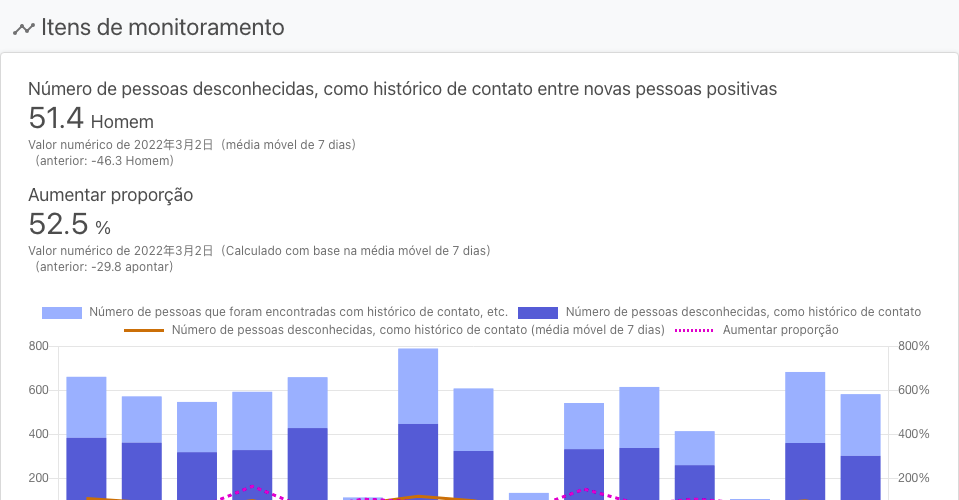 Itens de monitoramento
Número de pessoas desconhecidas, como histórico de contato entre novas pessoas positivas
51.4 Homem
Valor numérico de 2022年3月2日（média móvel de 7 dias）
（anterior: -46.3 Homem）
Aumentar proporção
52.5 %
Valor numérico de 2022年3月2日（Calculado com base na média móvel de 7 dias）
（anterior: -29.8 apontar）
Número de pessoas que foram encontradas com histórico de contato, etc. Número de pessoas desconhecidas, como histórico de contato
Número de pessoas desconhecidas, como histórico de contato (média móvel de 7 dias) Aumentar proporção
800 800%
600 600%
400 400%
200 200%